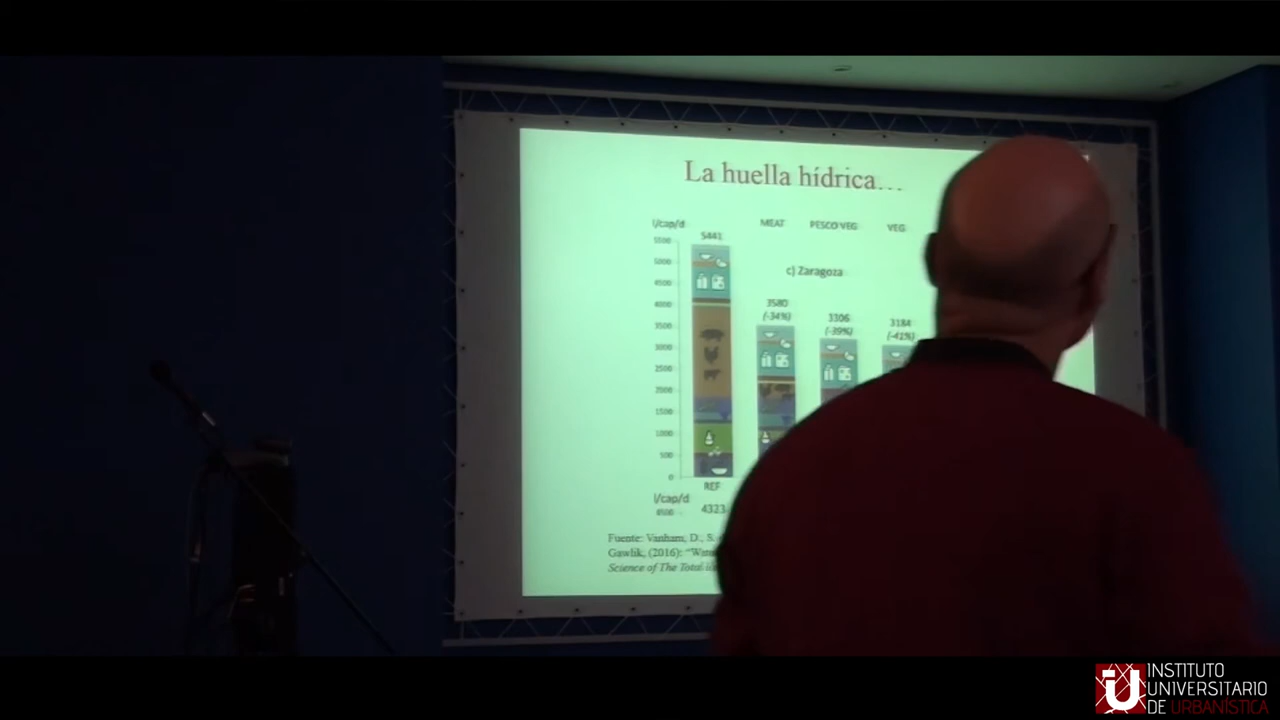 La huella hídrica...
l/cap/d
MEAT
PESCO VEG
VEG
5441
5500
5000
4500
4000
3500
3000
2500
2000
1500
1000
500
0
c) Zaragoza
3580
(-34%)
3306
(-39%)
3184
(-41%)
REF
l/cap/d
4323
Fuente: Vanham, D., S.
Gawlik, (2016):
Science of The Total
INSTITUTO
UNIVERSITARIO
DE URBANÍSTICA